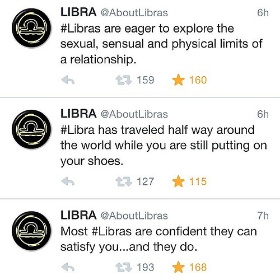 LIBRA @AboutLibras 6h
#Libras are eager to explore the
sexual, sensual and physical limits of
a relationship.
159 160
LIBRA @AboutLibras 6h
#Libra has traveled half way around
the world while you are still putting on
your shoes.
127 115
LIBRA @AboutLibras 7h
Most #Libras are confident they can
satisfy you...and they do.
193 168